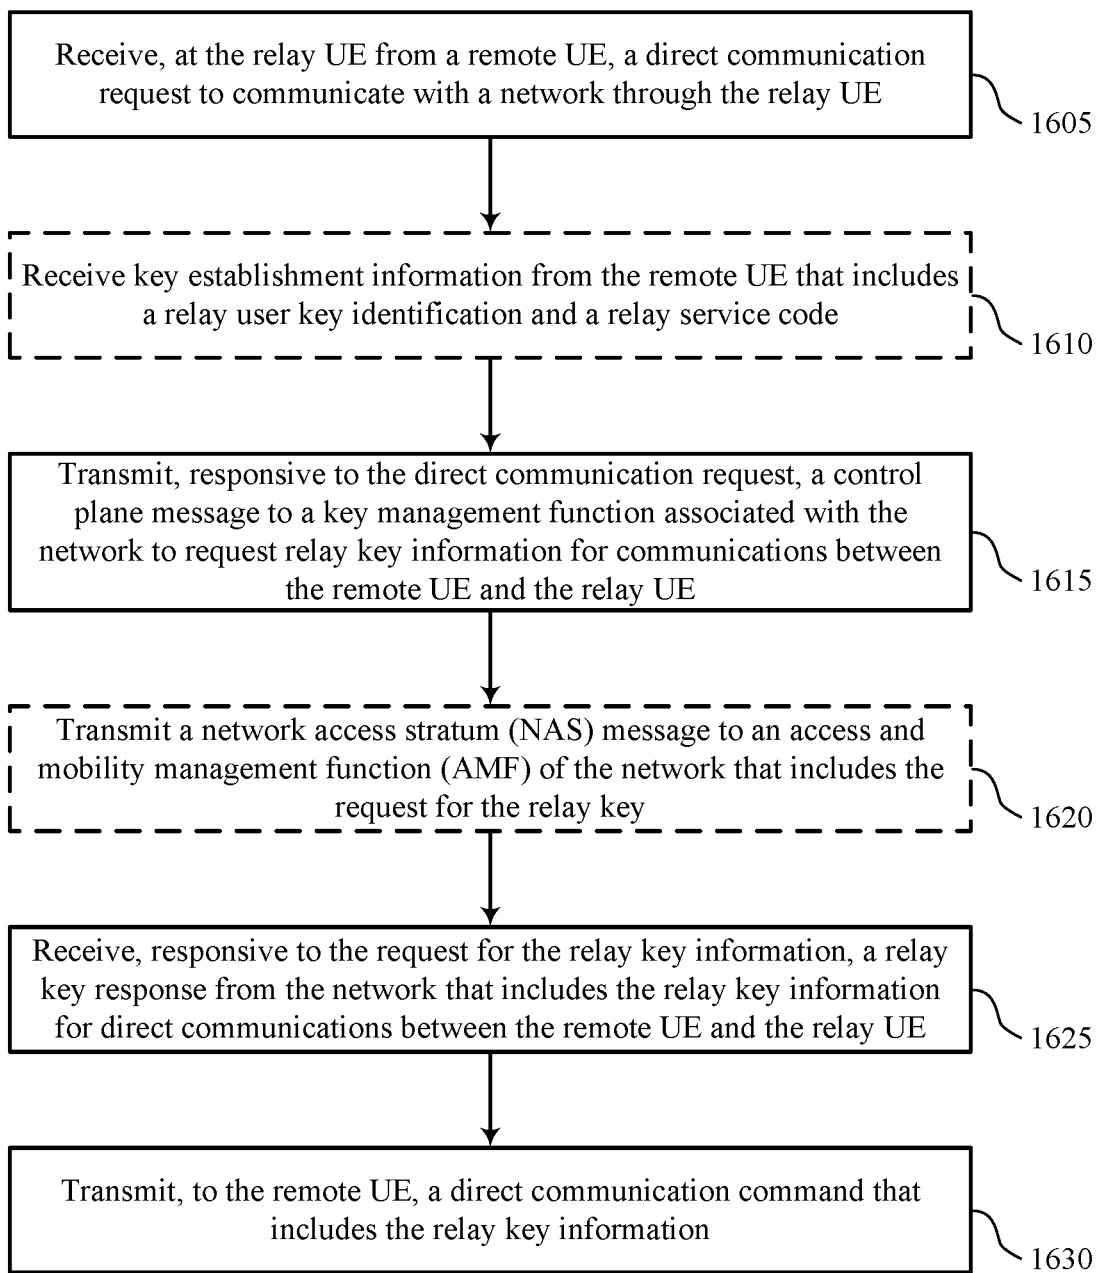 Receive, at the relay UE from a remote UE, a direct communication
request to communicate with a network through the relay UE
1605
Receive key establishment information from the remote UE that includes
a relay user key identification and a relay service code
1610
Transmit, responsive to the direct communication request, a control
plane message to a key management function associated with the
network to request relay key information for communications between
the remote UE and the relay UE
1615
Transmit a network access stratum (NAS) message to an access and
mobility management function (AMF) of the network that includes the
request for the relay key
1620
Receive, responsive to the request for the relay key information, a relay
key response from the network that includes the relay key information
for direct communications between the remote UE and the relay UE
1625
Transmit, to the remote UE, a direct communication command that
includes the relay key information
1630